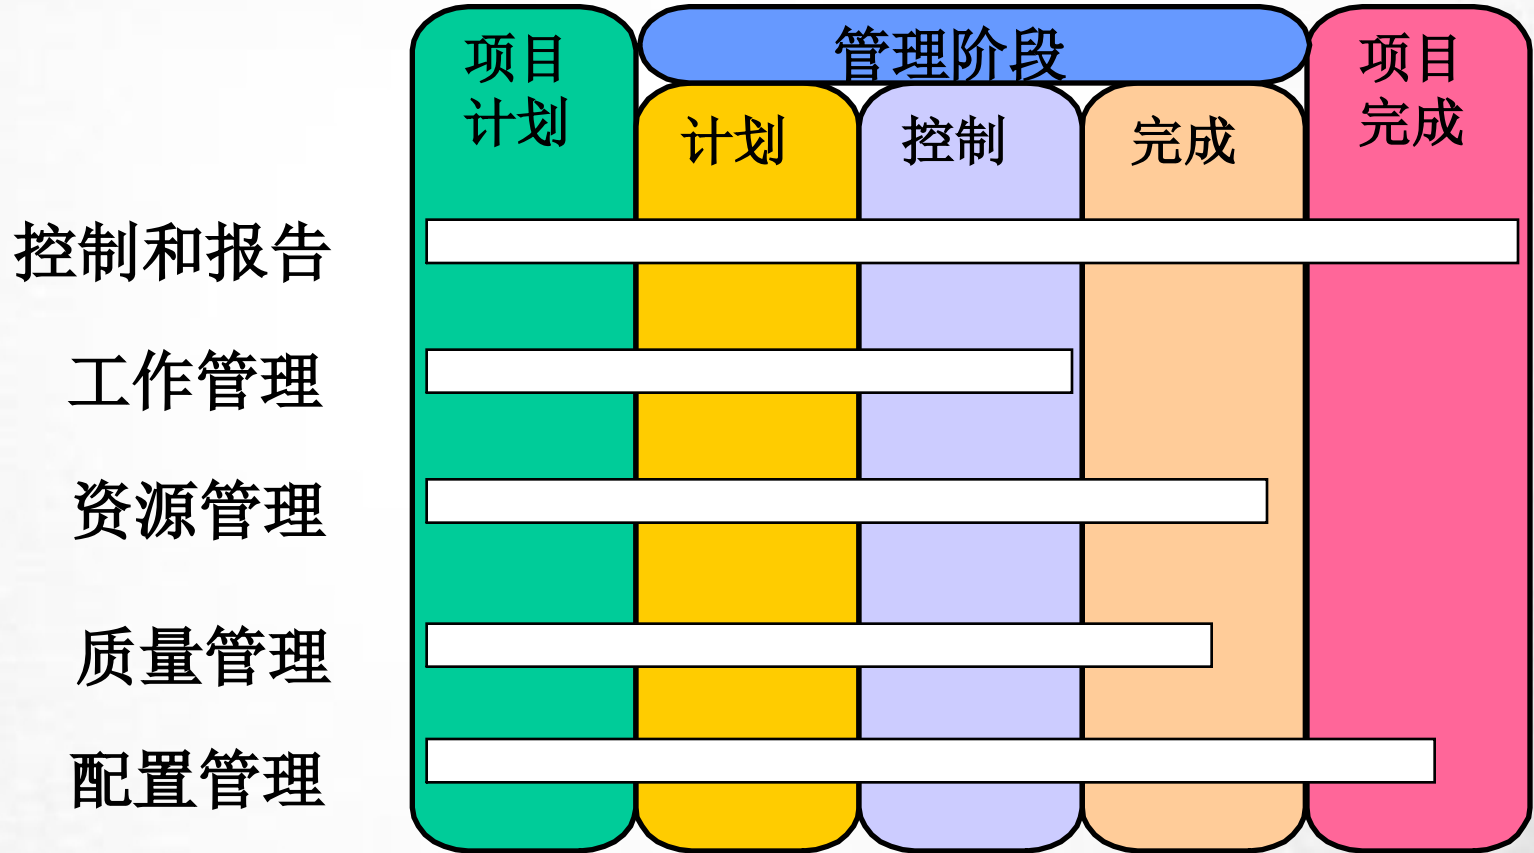 项目
计划
管理阶段
项目
完成
计划
控制
完成
控制和报告
工作管理
资源管理
质量管理
配置管理